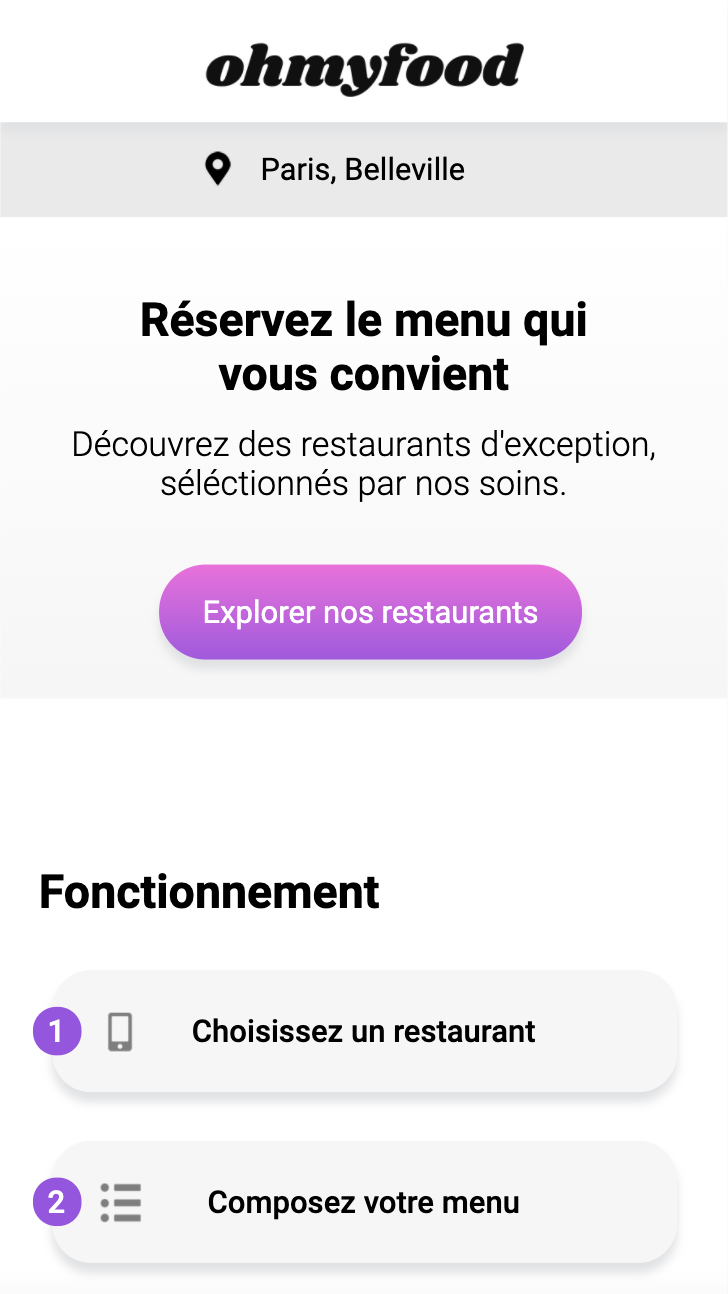 ohmyfood
Paris, Belleville
Réservez le menu qui
vous convient
Découvrez des restaurants d'exception,
séléctionnés par nos soins.
Explorer nos restaurants
Fonctionnement
1 Choisissez un restaurant
2 Composez votre menu